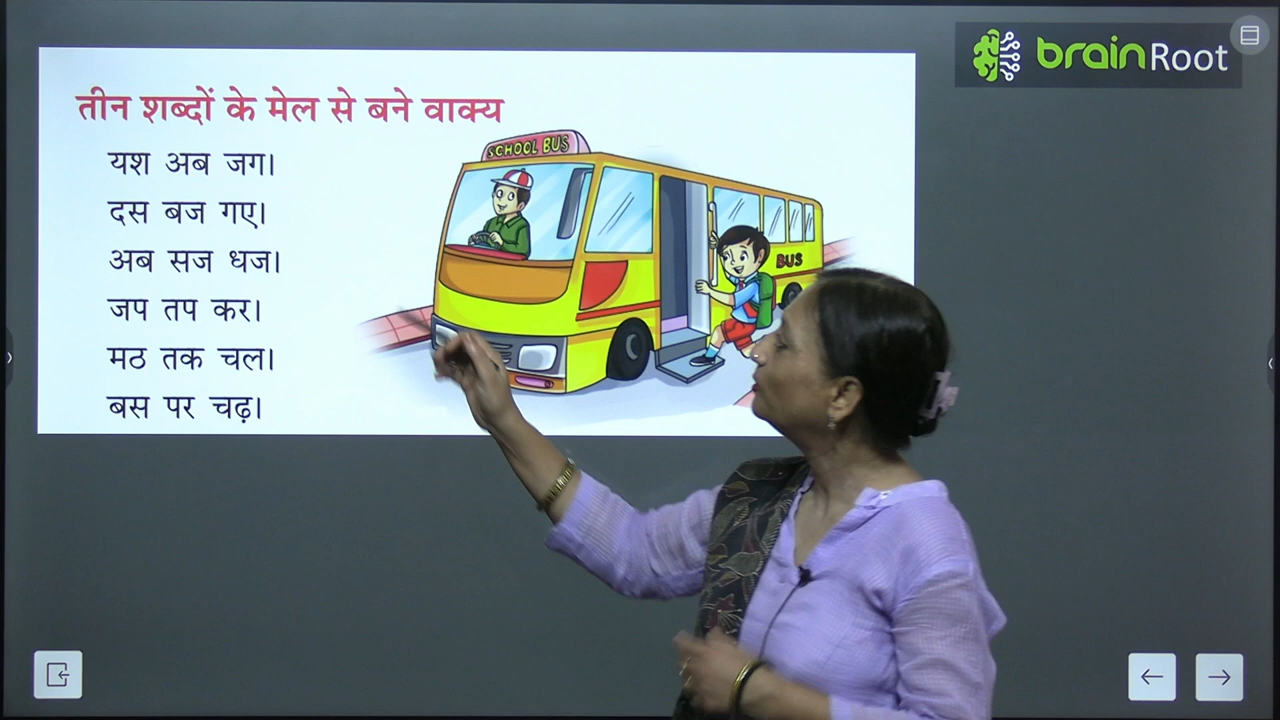 brainRoot
तीन शब्दों के मेल से बने वाक्य
यश अब जग।
दस बज गए।
अब सज धज।
जप तप कर।
मठ तक चल।
बस पर चढ़।
SCHOOL BUS
BUS